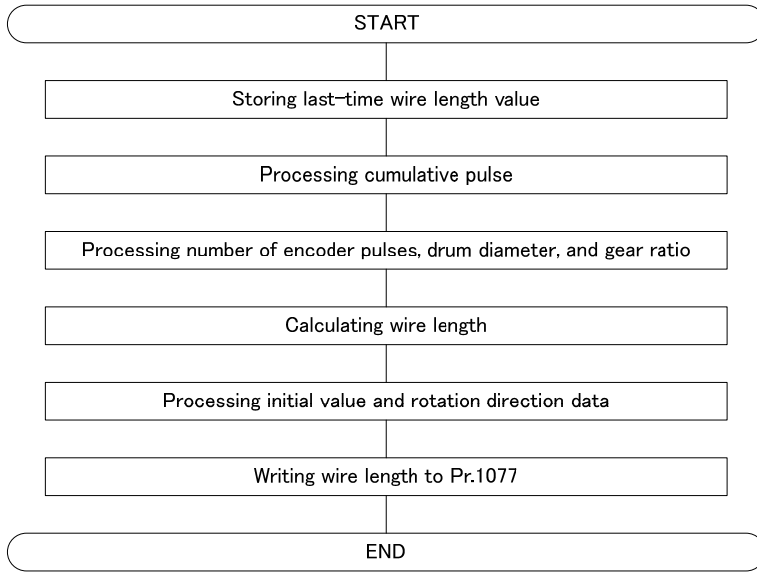 START
Storing last-time wire length value
Processing cumulative pulse
Processing number of encoder pulses, drum diameter, and gear ratio
Calculating wire length
Processing initial value and rotation direction data
Writing wire length to Pr.1077
END